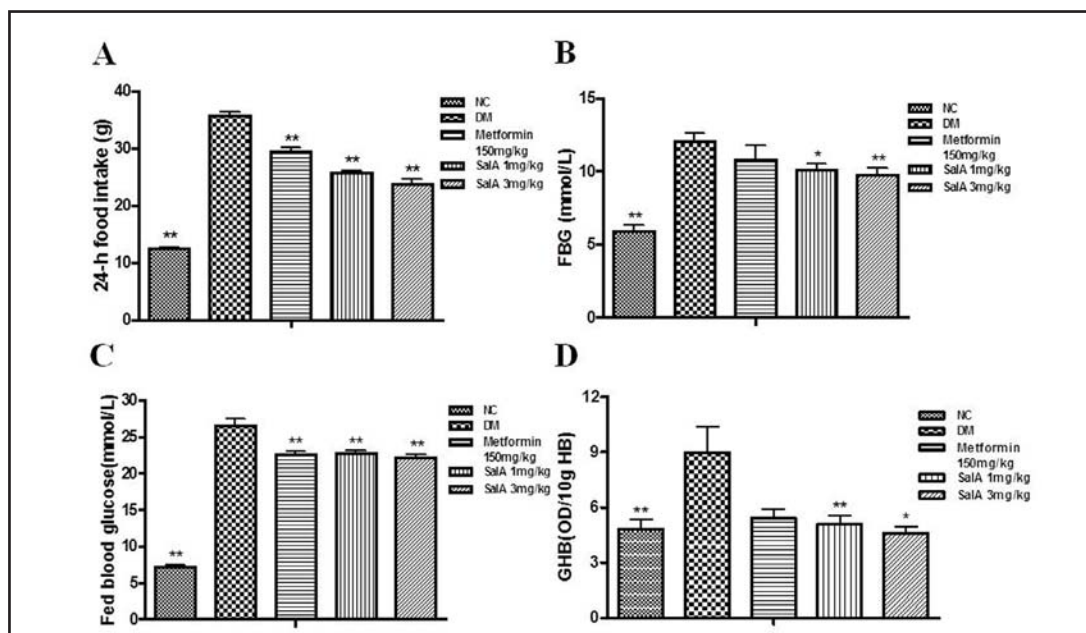 A
24-h food intake (g)
40
30
20
10
0
**
**
**
**
NC
DM
Metformin
150mg/kg
SalA 1mg/kg
SalA 3mg/kg
B
FBG (mmol/L)
15
10
5
0
**
*
**
NC
DM
Metformin
150mg/kg
SalA 1mg/kg
SalA 3mg/kg
C
Fed blood glucose(mmol/L)
30
25
20
15
10
5
0
**
**
**
**
NC
DM
Metformin
150mg/kg
SalA 1mg/kg
SalA 3mg/kg
D
GHB(OD/10g HB)
12
9
6
3
0
**
**
*
NC
DM
Metformin
150mg/kg
SalA 1mg/kg
SalA 3mg/kg